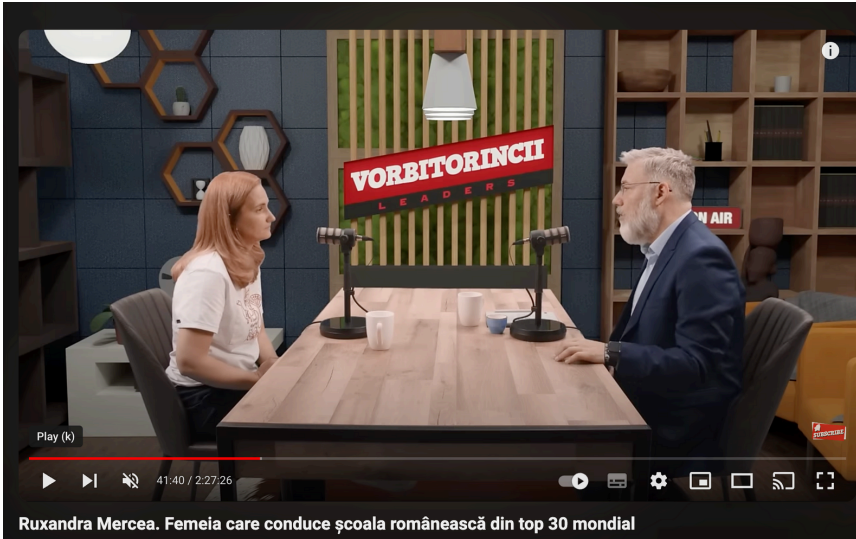 VORBITORINCII
LEADERS
N AIR
SUBSCRIBE
Play (k)
41:40 / 2:27:26
Ruxandra Mercea. Femeia care conduce școala românească din top 30 mondial